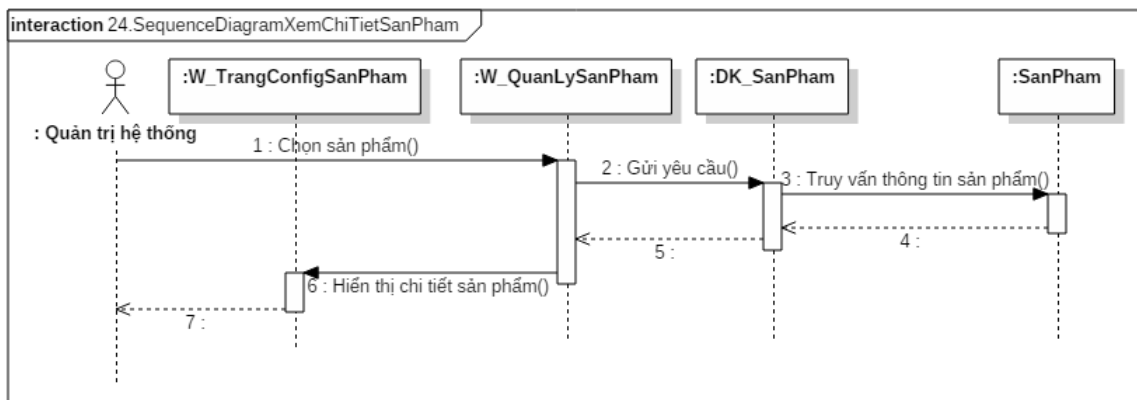 interaction 24.SequenceDiagramXemChiTietSanPham
:W_TrangConfigSanPham
:W_QuanLySanPham
:DK_SanPham
:SanPham
: Quản trị hệ thống
1 : Chọn sản phẩm()
2 : Gửi yêu cầu()
3 : Truy vấn thông tin sản phẩm()
4 :
5 :
6 : Hiển thị chi tiết sản phẩm()
7 :